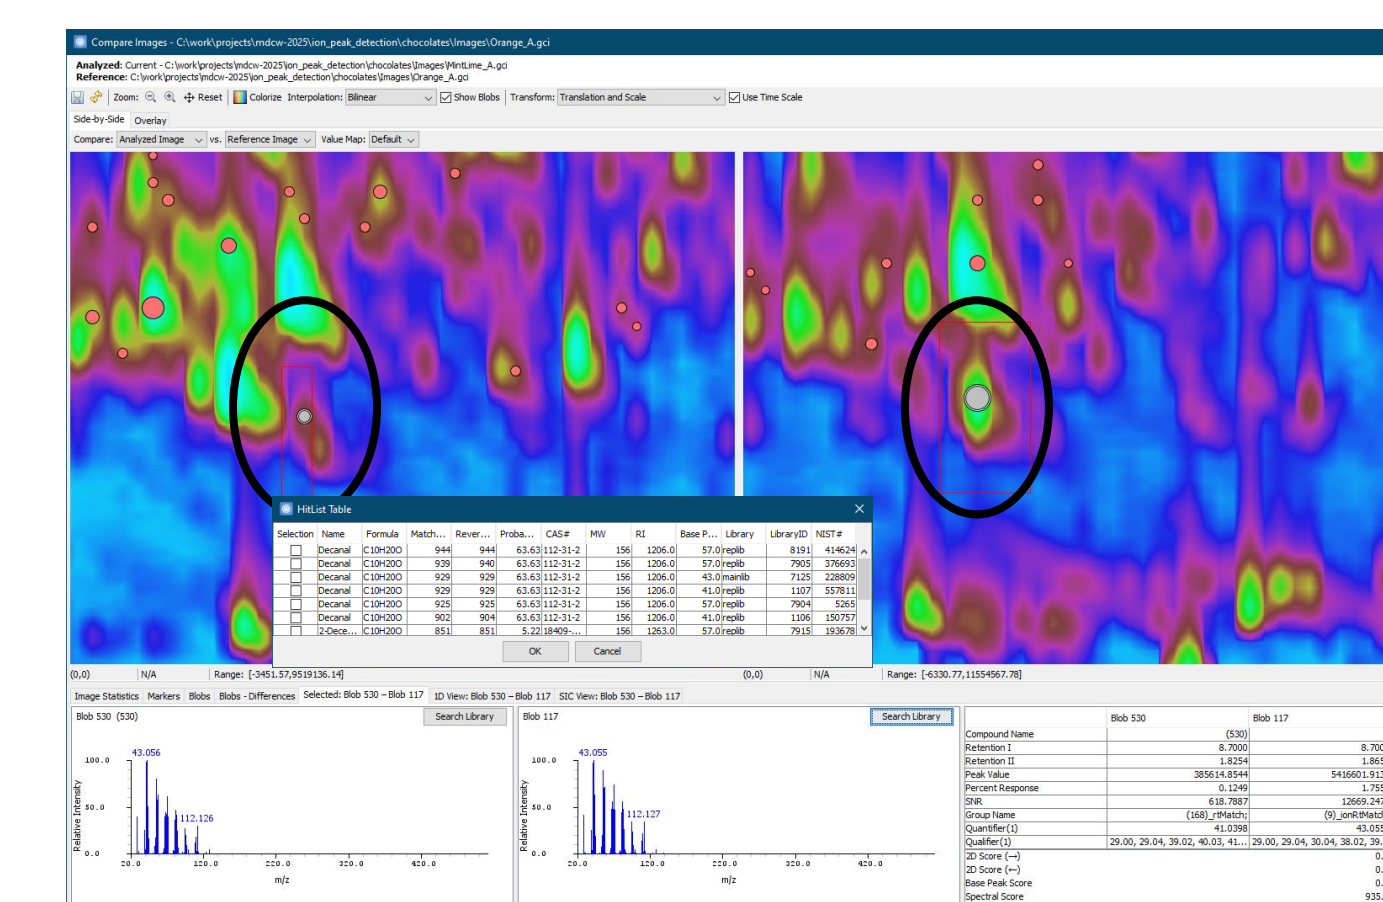 Compare Images - C:\work\projects\mdcw-2025\ion_peak_detection\chocolates\Images\Orange_A.gci
Analyzed: Current - C:\work\projects\mdcw-2025\ion_peak_detection\chocolates\Images\MintLime_A.gci
Reference: C:\work\projects\mdcw-2025\ion_peak_detection\chocolates\Images\Orange_A.gci
Zoom: Reset Colorize Interpolation: Bilinear Show Blobs Transform: Translation and Scale Use Time Scale
Side-by-Side Overlay
Compare: Analyzed Image vs. Reference Image Value Map: Default
HitList Table
Selection Name Formula Match... Rever... Proba... CAS# MW RI Base P... Library LibraryID NIST#
Decanal C10H20O 944 944 63.63 112-31-2 156 1206.0 57.0 replib 8191 414624
Decanal C10H20O 939 940 63.63 112-31-2 156 1206.0 57.0 replib 7905 376693
Decanal C10H20O 929 929 63.63 112-31-2 156 1206.0 43.0 mainlib 7125 228809
Decanal C10H20O 929 929 63.63 112-31-2 156 1206.0 41.0 replib 1107 557811
Decanal C10H20O 925 925 63.63 112-31-2 156 1206.0 57.0 replib 7904 5265
Decanal C10H20O 902 904 63.63 112-31-2 156 1206.0 41.0 replib 1106 150757
2-Dece... C10H20O 851 851 5.22 18409-... 156 1263.0 57.0 replib 7915 193678
OK Cancel
(0,0) N/A Range: [-3451.57,9519136.14] (0,0) N/A Range: [-6330.77,11554567.78]
Image Statistics Markers Blobs Blobs - Differences Selected: Blob 530 – Blob 117 1D View: Blob 530 – Blob 117 SIC View: Blob 530 – Blob 117
Blob 530 (530) Search Library
43.056
100.0
50.0
112.126
0.0
20.0 120.0 220.0 320.0 420.0
Relative Intensity
m/z
Blob 117 Search Library
43.055
100.0
50.0
112.127
0.0
20.0 120.0 220.0 320.0 420.0
Relative Intensity
m/z
Blob 530 Blob 117
Compound Name (530)
Retention I 8.7000 8.700
Retention II 1.8254 1.865
Peak Value 385614.8544 5416601.913
Percent Response 0.1249 1.755
SNR 618.7887 12669.247
Group Name (168)_rtMatch; (9)_ionRtMatch
Quantifier(1) 41.0398 43.055
Qualifier(1) 29.00, 29.04, 39.02, 40.03, 41... 29.00, 29.04, 30.04, 38.02, 39.
2D Score (→) 0.
2D Score (←) 0.
Base Peak Score 0.
Spectral Score 935.